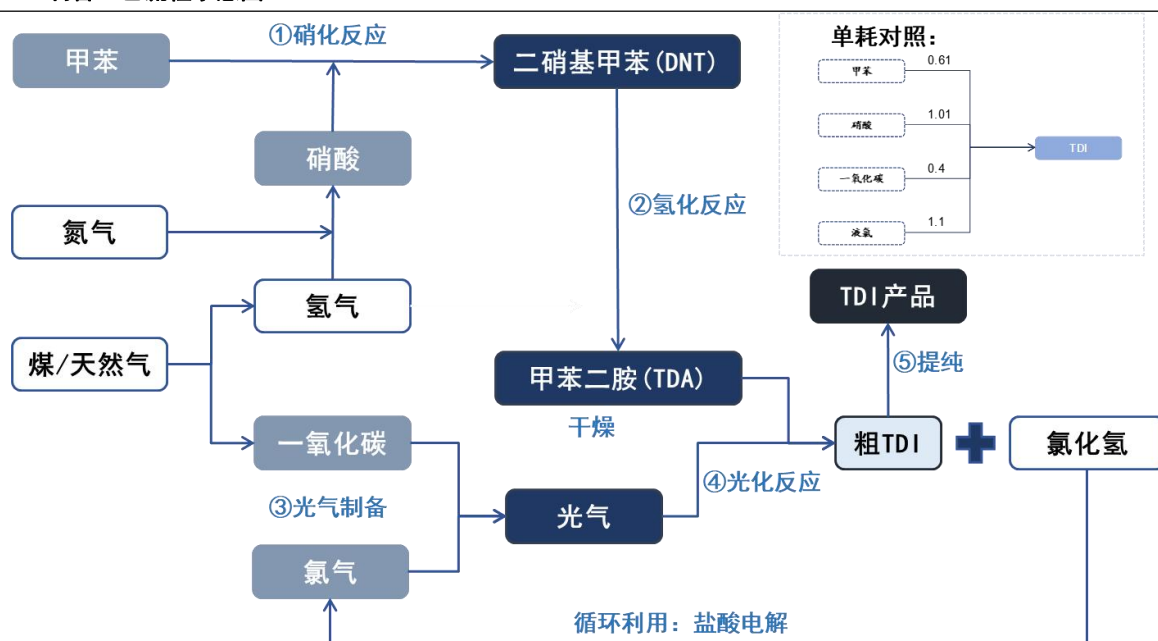 ①硝化反应
甲苯
二硝基甲苯(DNT)
单耗对照：
甲苯
0.61
硝酸
1.01
一氧化碳
0.4
液氯
1.1
TDI
硝酸
②氢化反应
氮气
氢气
TDI产品
煤/天然气
甲苯二胺(TDA)
⑤提纯
干燥
一氧化碳
粗TDI
氯化氢
④光化反应
③光气制备
光气
氯气
循环利用：盐酸电解